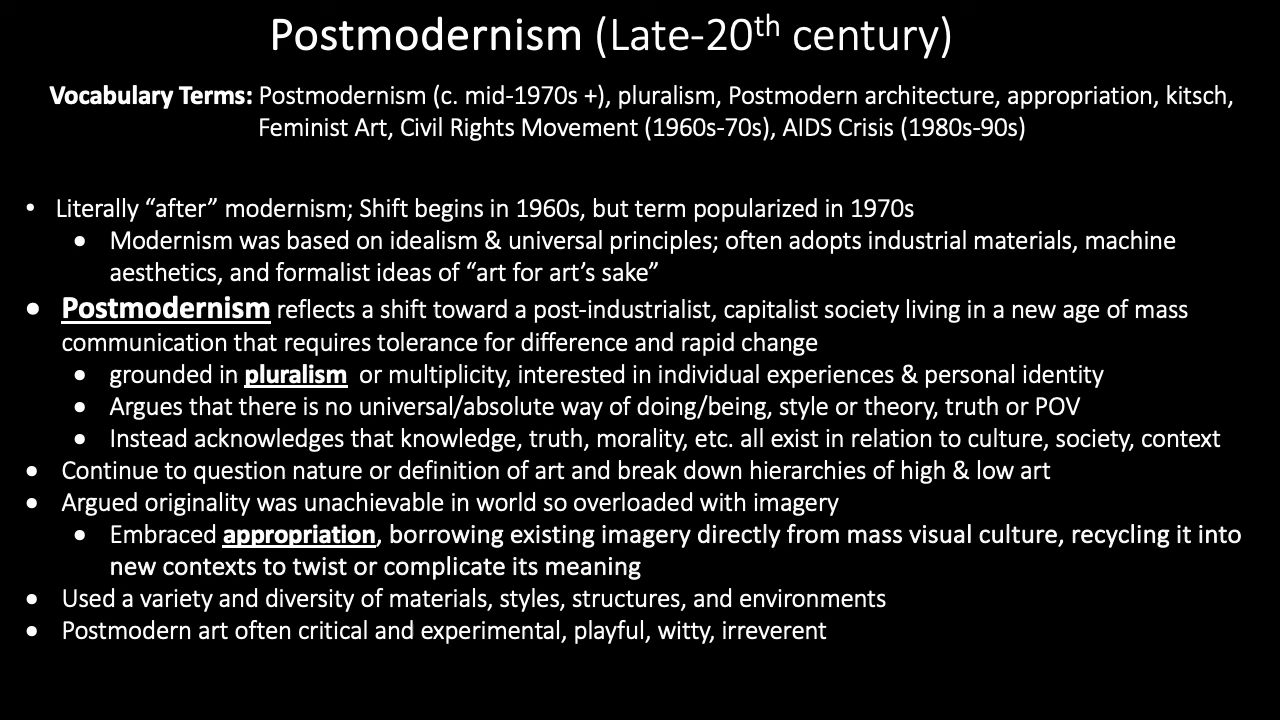 Postmodernism (Late-20th century)
Vocabulary Terms: Postmodernism (c. mid-1970s +), pluralism, Postmodern architecture, appropriation, kitsch,
Feminist Art, Civil Rights Movement (1960s-70s), AIDS Crisis (1980s-90s)
• Literally “after” modernism; Shift begins in 1960s, but term popularized in 1970s
• Modernism was based on idealism & universal principles; often adopts industrial materials, machine
aesthetics, and formalist ideas of “art for art’s sake”
• Postmodernism reflects a shift toward a post-industrialist, capitalist society living in a new age of mass
communication that requires tolerance for difference and rapid change
• grounded in pluralism or multiplicity, interested in individual experiences & personal identity
• Argues that there is no universal/absolute way of doing/being, style or theory, truth or POV
• Instead acknowledges that knowledge, truth, morality, etc. all exist in relation to culture, society, context
• Continue to question nature or definition of art and break down hierarchies of high & low art
• Argued originality was unachievable in world so overloaded with imagery
• Embraced appropriation, borrowing existing imagery directly from mass visual culture, recycling it into
new contexts to twist or complicate its meaning
• Used a variety and diversity of materials, styles, structures, and environments
• Postmodern art often critical and experimental, playful, witty, irreverent